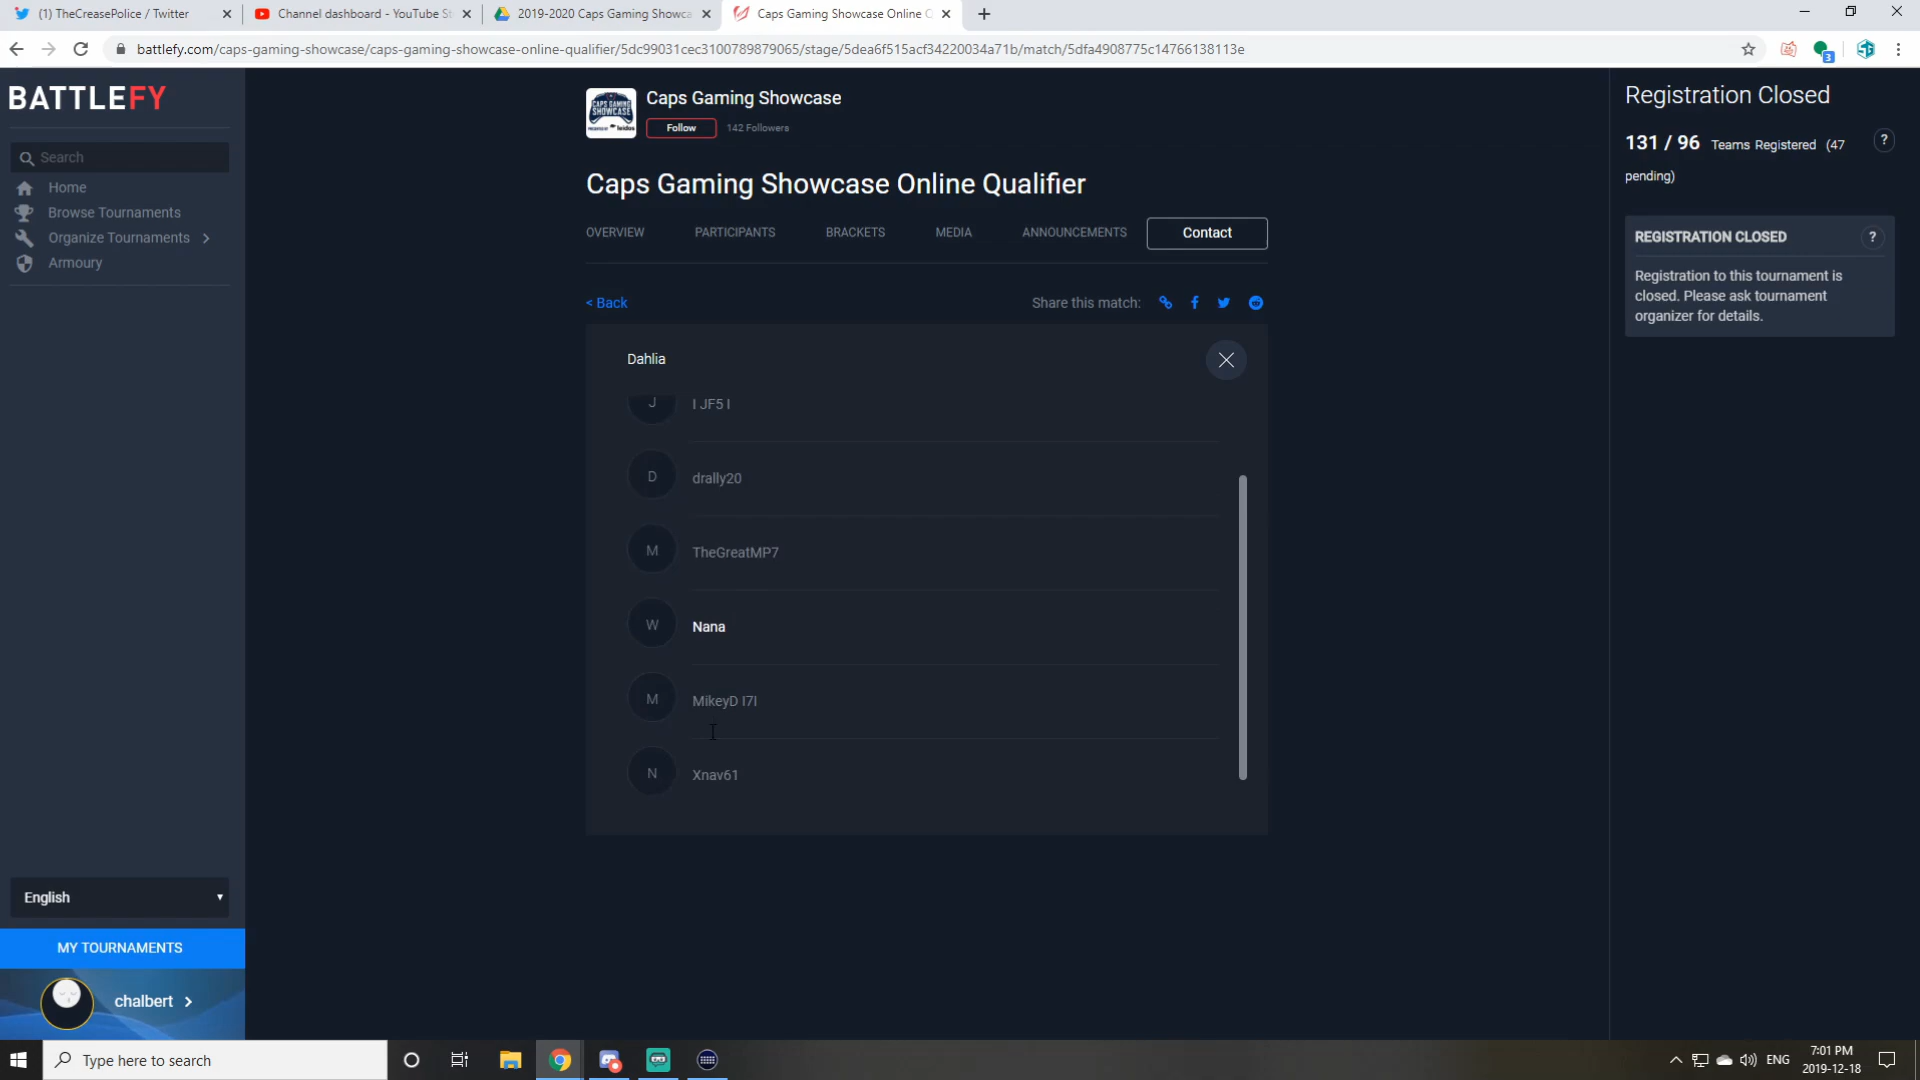 (1) TheCreasePolice / Twitter
Channel dashboard - YouTube St
2019-2020 Caps Gaming Showca
Caps Gaming Showcase Online Q
battlefy.com/caps-gaming-showcase/caps-gaming-showcase-online-qualifier/5dc99031cec3100789879065/stage/5dea6f515acf34220034a71b/match/5dfa4908775c14766138113e
3
BATTLEFY
Search
Home
Browse Tournaments
Organize Tournaments
Armoury
English
MY TOURNAMENTS
chalbert
CAPS GAMING
SHOWCASE
leidos
Caps Gaming Showcase
Follow
142 Followers
Caps Gaming Showcase Online Qualifier
OVERVIEW
PARTICIPANTS
BRACKETS
MEDIA
ANNOUNCEMENTS
Contact
< Back
Share this match:
Dahlia
J
I JF5 I
D
drally20
M
TheGreatMP7
W
Nana
M
MikeyD I7I
N
Xnav61
Registration Closed
131 / 96 Teams Registered (47
pending)
?
REGISTRATION CLOSED
?
Registration to this tournament is
closed. Please ask tournament
organizer for details.
Type here to search
ENG
7:01 PM
2019-12-18